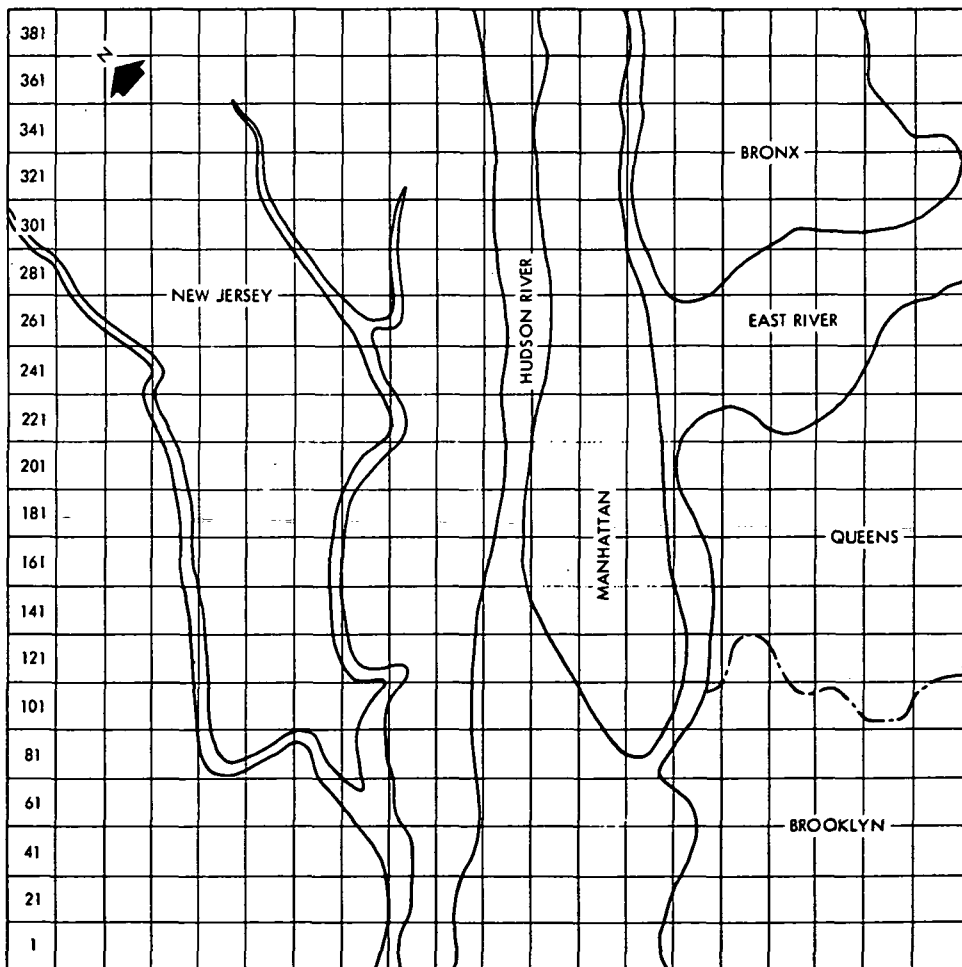 381
N
361
341
BRONX
321
301
281
NEW JERSEY
HUDSON RIVER
261
EAST RIVER
241
221
201
181
MANHATTAN
QUEENS
161
141
121
101
81
61
BROOKLYN
41
21
1